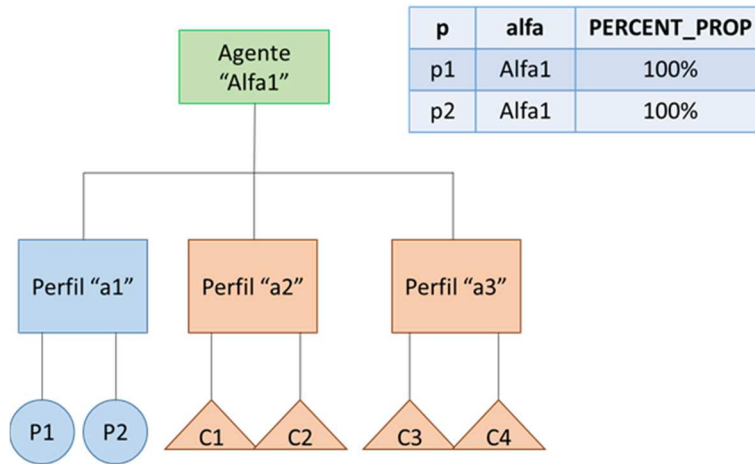 Agente
“Alfa1”
p alfa PERCENT_PROP
p1 Alfa1 100%
p2 Alfa1 100%
Perfil “a1” Perfil “a2” Perfil “a3”
P1 P2 C1 C2 C3 C4